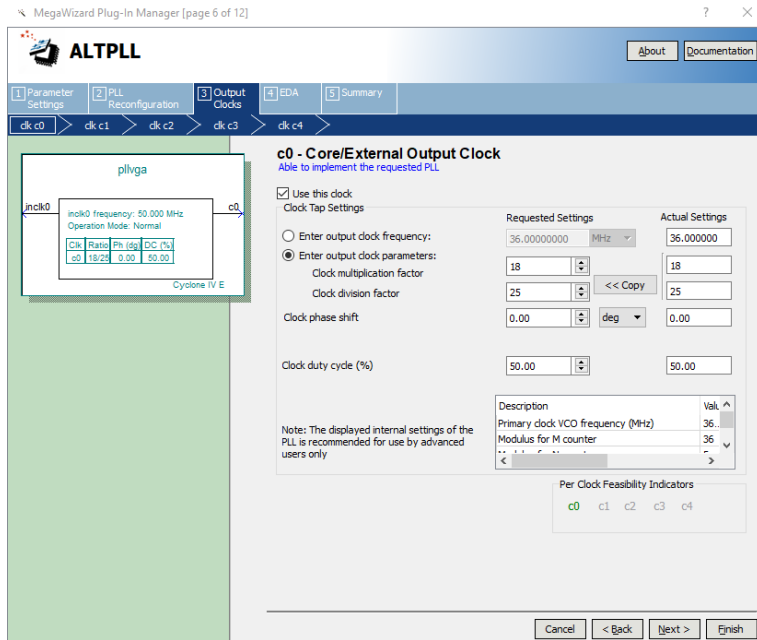 MegaWizard Plug-In Manager [page 6 of 12]
? ×
ALTPLL
About Documentation
1 Parameter Settings
2 PLL Reconfiguration
3 Output Clocks
4 EDA
5 Summary
clk c0 clk c1 clk c2 clk c3 clk c4
pllvga
inclk0 c0
inclk0 frequency: 50.000 MHz
Operation Mode: Normal
Clk Ratio Ph (dg) DC (%)
c0 18/25 0.00 50.00
Cyclone IV E
c0 - Core/External Output Clock
Able to implement the requested PLL
Use this clock
Clock Tap Settings
Requested Settings Actual Settings
Enter output clock frequency: 36.00000000 MHz 36.000000
Enter output clock parameters:
Clock multiplication factor 18 18
<< Copy
Clock division factor 25 25
Clock phase shift 0.00 deg 0.00
Clock duty cycle (%) 50.00 50.00
Note: The displayed internal settings of the
PLL is recommended for use by advanced
users only
Description
Primary clock VCO frequency (MHz) 36..
Modulus for M counter 36
Per Clock Feasibility Indicators
c0 c1 c2 c3 c4
Cancel < Back Next > Finish